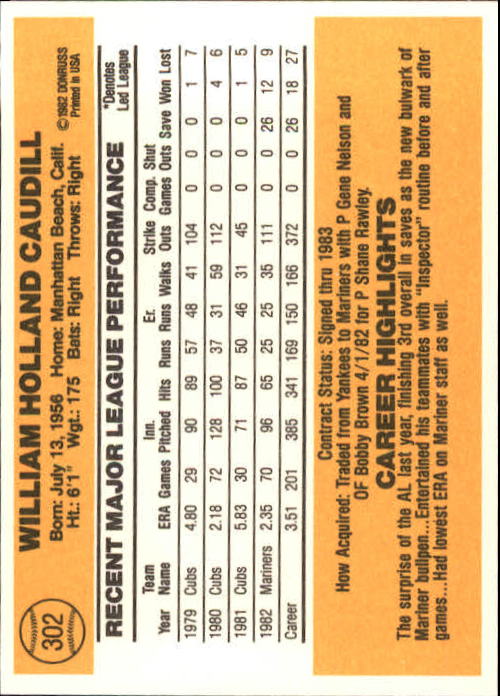 302
WILLIAM HOLLAND CAUDILL
Born: July 13, 1956 Home: Manhattan Beach, Calif.
Ht.: 6'1" Wgt.: 175 Bats: Right Throws: Right
©1982 DONRUSS
Printed in USA
RECENT MAJOR LEAGUE PERFORMANCE
*Denotes
Led League
Team Inn. Er. Strike Comp. Shut
Year Name ERA Games Pitched Hits Runs Runs Walks Outs Games Outs Save Won Lost
1979 Cubs 4.80 29 90 89 57 48 41 104 0 0 0 1 7
1980 Cubs 2.18 72 128 100 37 31 59 112 0 0 0 4 6
1981 Cubs 5.83 30 71 87 50 46 31 45 0 0 0 1 5
1982 Mariners 2.35 70 96 65 25 25 35 111 0 0 26 12 9
Career 3.51 201 385 341 169 150 166 372 0 0 26 18 27
Contract Status: Signed thru 1983
How Acquired: Traded from Yankees to Mariners with P Gene Nelson and
OF Bobby Brown 4/1/82 for P Shane Rawley.
CAREER HIGHLIGHTS
The surprise of the AL last year, finishing 3rd overall in saves as the new bulwark of
Mariner bullpen...Entertained his teammates with "Inspector" routine before and after
games...Had lowest ERA on Mariner staff as well.